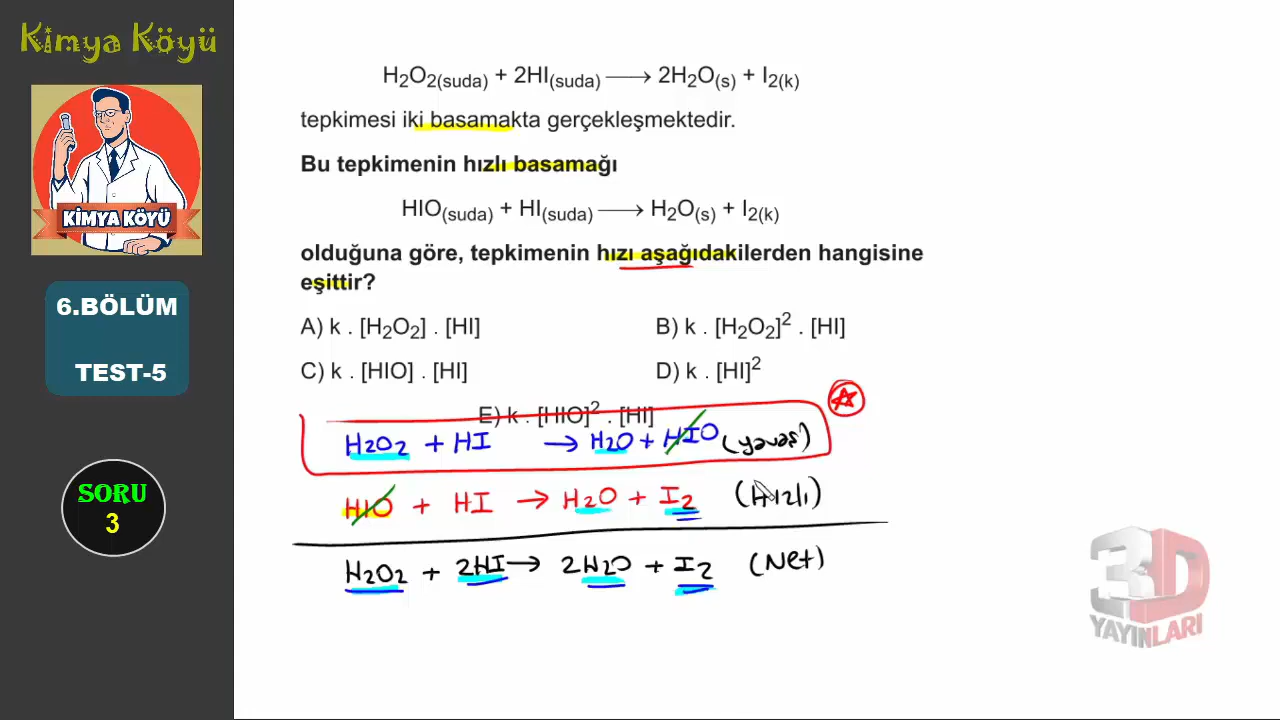 Kimya Köyü
KİMYA KÖYÜ
6.BÖLÜM
TEST-5
SORU
3
H₂O₂(suda) + 2HI(suda) ⟶ 2H₂O(s) + I₂(k)
tepkimesi iki basamakta gerçekleşmektedir.
Bu tepkimenin hızlı basamağı
HIO(suda) + HI(suda) ⟶ H₂O(s) + I₂(k)
olduğuna göre, tepkimenin hızı aşağıdakilerden hangisine
eşittir?
A) k . [H₂O₂] . [HI] B) k . [H₂O₂]² . [HI]
C) k . [HIO] . [HI] D) k . [HI]²
E) k . [HIO]² . [HI]
H₂O₂ + HI → H₂O + HIO (yavaş)
HIO + HI → H₂O + I₂ (Hızlı)
H₂O₂ + 2HI → 2H₂O + I₂ (Net)
3D
YAYINLARI